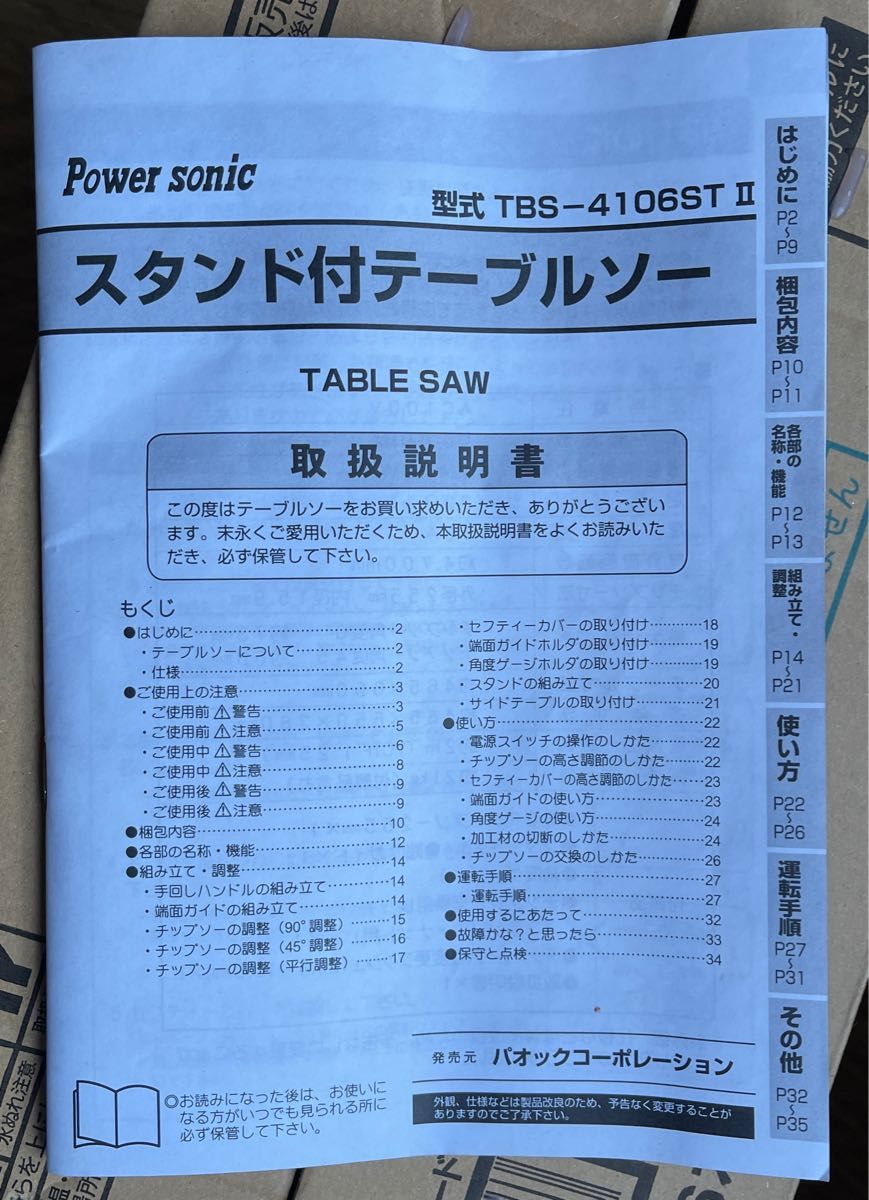 Power sonic
型式 TBS-4106ST Ⅱ
スタンド付テーブルソー
TABLE SAW
取扱説明書
この度はテーブルソーをお買い求めいただき、ありがとうござい
ます。末永くご愛用いただくため、本取扱説明書をよくお読みいた
だき、必ず保管して下さい。
もくじ
●はじめに…………2
・テーブルソーについて…………2
・仕様…………2
●ご使用上の注意…………3
・ご使用前⚠警告…………3
・ご使用前⚠注意…………5
・ご使用中⚠警告…………6
・ご使用中⚠注意…………8
・ご使用後⚠警告…………9
・ご使用後⚠注意…………9
●梱包内容…………10
●各部の名称・機能…………12
●組み立て・調整…………14
・手回しハンドルの組み立て…………14
・端面ガイドの組み立て…………14
・チップソーの調整（90°調整）…………15
・チップソーの調整（45°調整）…………16
・チップソーの調整（平行調整）…………17
・セフティーカバーの取り付け…………18
・端面ガイドホルダの取り付け…………19
・角度ゲージホルダの取り付け…………19
・スタンドの組み立て…………20
・サイドテーブルの取り付け…………21
●使い方…………22
・電源スイッチの操作のしかた…………22
・チップソーの高さ調節のしかた…………22
・セフティーカバーの高さ調節のしかた…………23
・端面ガイドの使い方…………23
・角度ゲージの使い方…………24
・加工材の切断のしかた…………24
・チップソーの交換のしかた…………26
●運転手順…………27
・運転手順…………27
●使用するにあたって…………32
●故障かな？と思ったら…………33
●保守と点検…………34
発売元 パオックコーポレーション
外観、仕様などは製品改良のため、予告なく変更することが
ありますのでご了承下さい。
◎お読みになった後は、お使いに
なる方がいつでも見られる所に
必ず保管して下さい。
はじめに
P2
〜
P9
梱包内容
P10
〜
P11
各部の
名称・機能
P12
〜
P13
組み立て・
調整
P14
〜
P21
使い方
P22
〜
P26
運転手順
P27
〜
P31
その他
P32
〜
P35